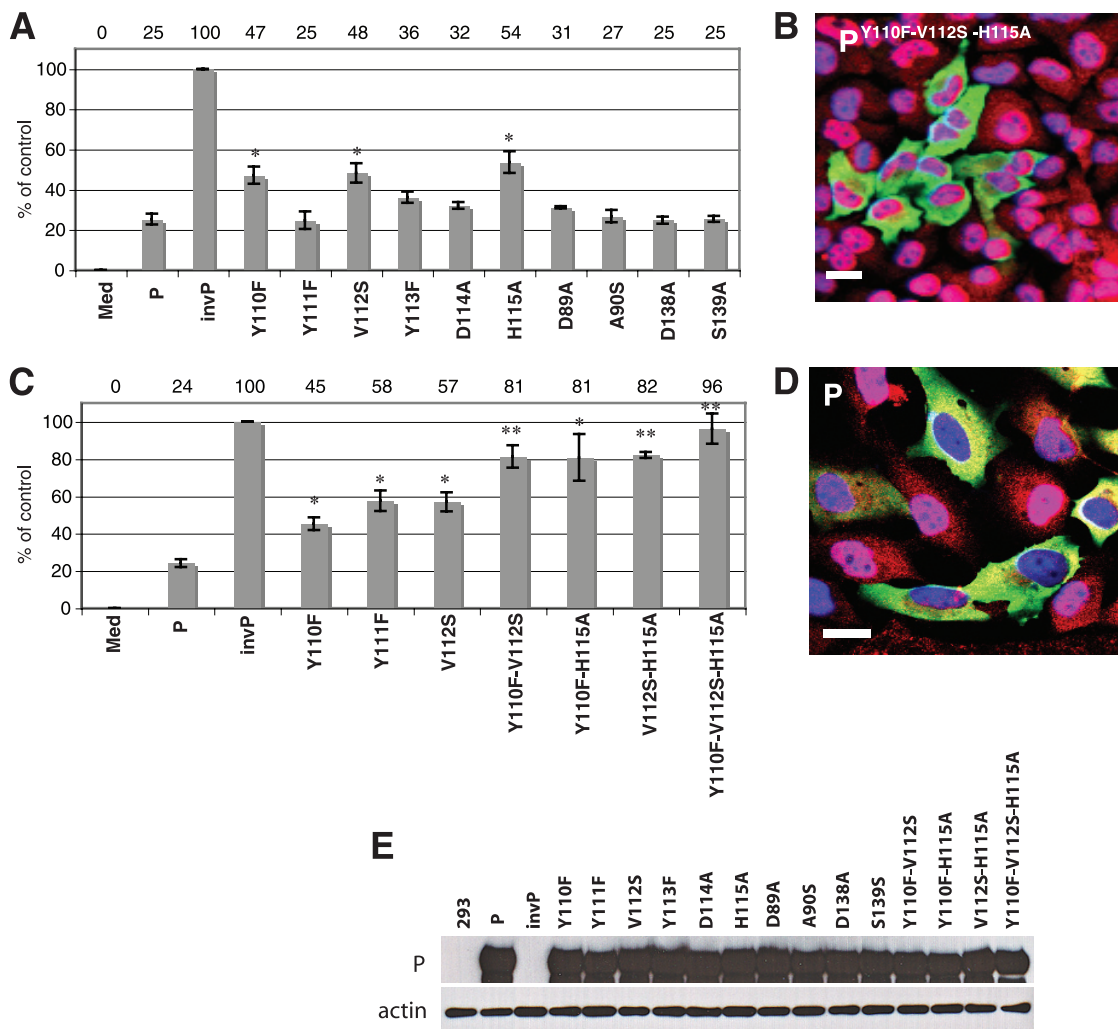 A
0 25 100 47 25 48 36 32 54 31 27 25 25
% of control
100
80
60
40
20
0
* * *
Med P invP Y110F Y111F V112S Y113F D114A H115A D89A A90S D138A S139A
B
P Y110F-V112S -H115A
C
0 24 100 45 58 57 81 81 82 96
% of control
100
80
60
40
20
0
* * * ** * ** **
Med P invP Y110F Y111F V112S Y110F-V112S Y110F-H115A V112S-H115A Y110F-V112S-H115A
D
P
E
293 P invP Y110F Y111F V112S Y113F D114A H115A D89A A90S D138A S139S Y110F-V112S Y110F-H115A V112S-H115A Y110F-V112S-H115A
P
actin